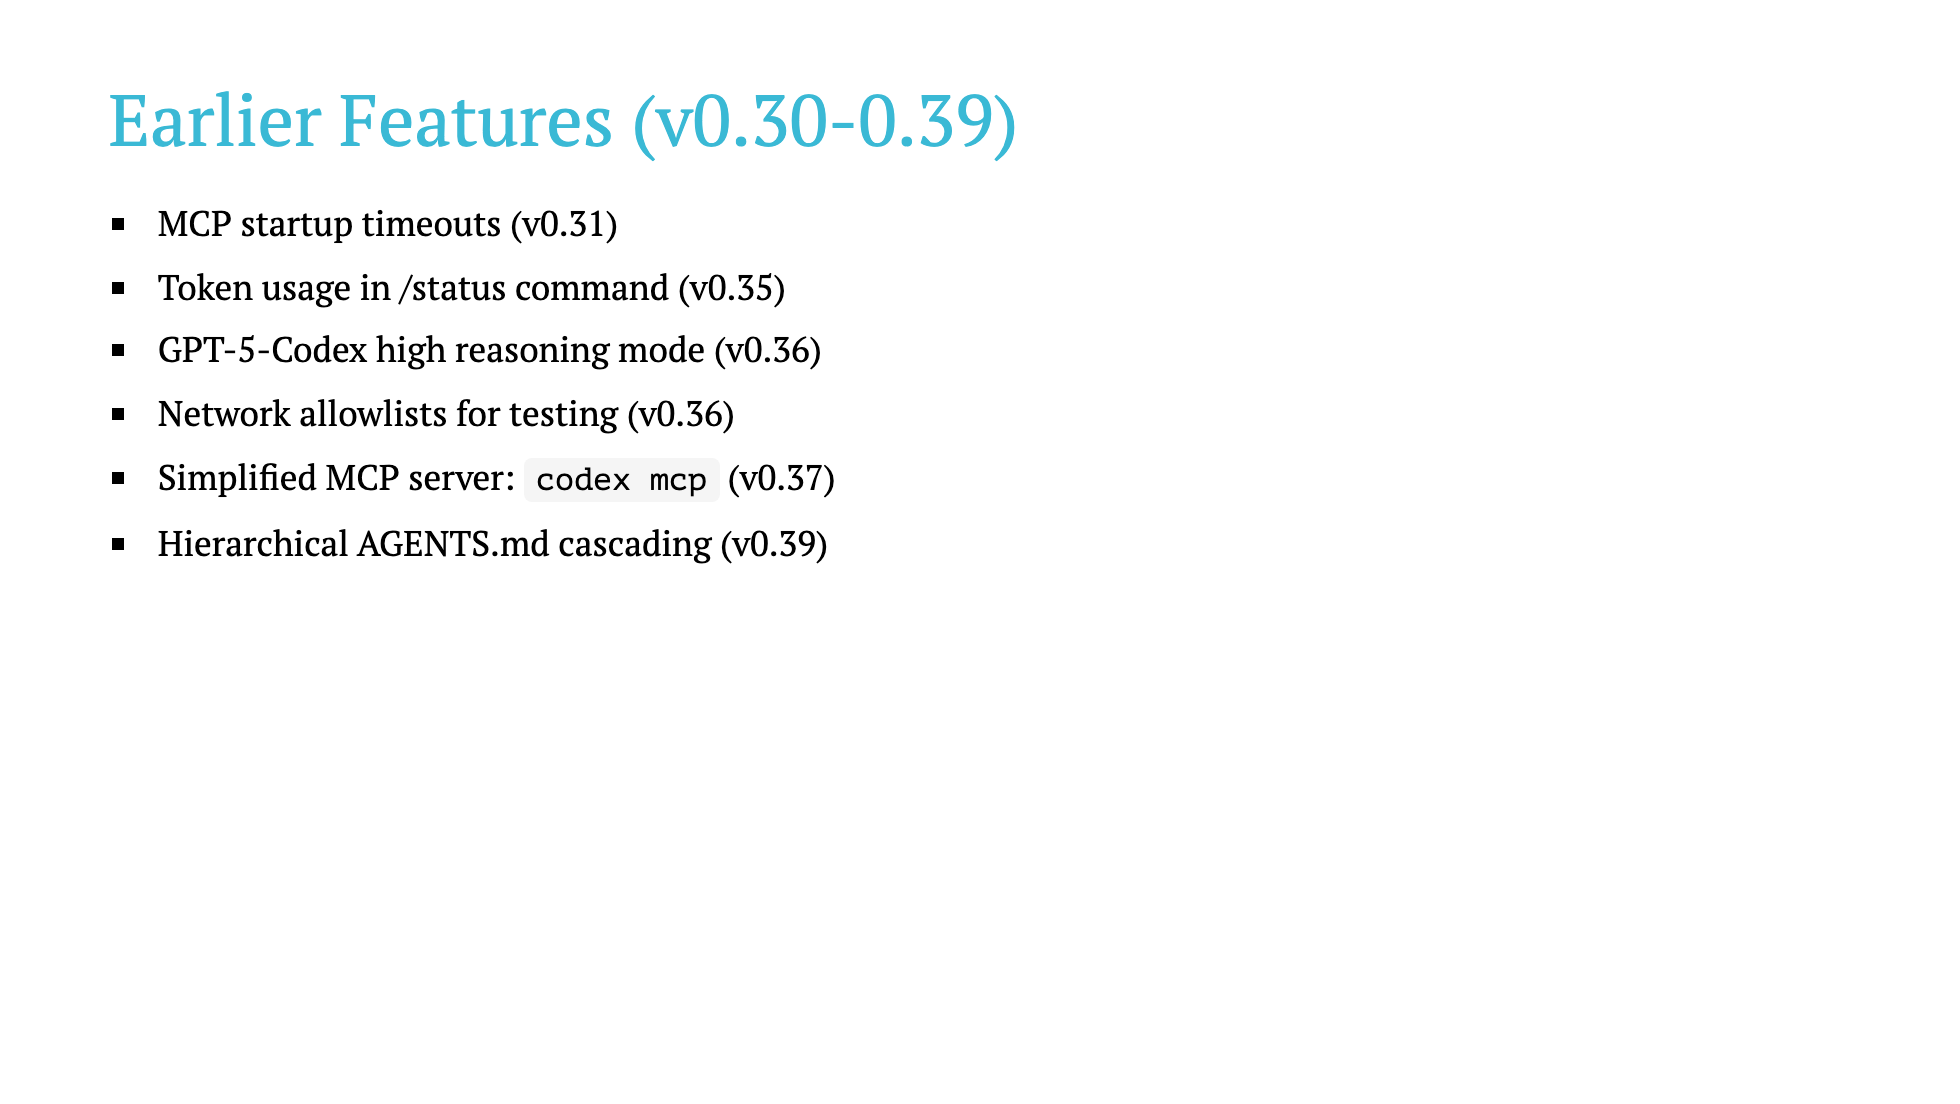 Earlier Features (v0.30-0.39)
▪ MCP startup timeouts (v0.31)
▪ Token usage in /status command (v0.35)
▪ GPT-5-Codex high reasoning mode (v0.36)
▪ Network allowlists for testing (v0.36)
▪ Simplified MCP server: codex mcp (v0.37)
▪ Hierarchical AGENTS.md cascading (v0.39)